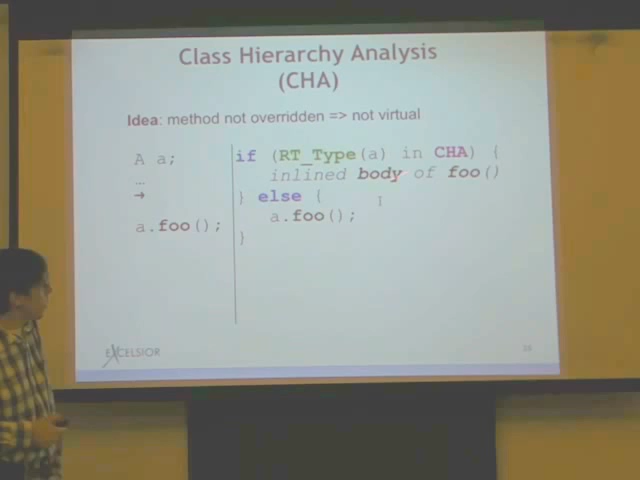 Class Hierarchy Analysis
(CHA)
Idea: method not overridden => not virtual
A a;
…
➔
a.foo();
if (RT_Type(a) in CHA) {
inlined body of foo()
} else {
a.foo();
}
EXCELSIOR